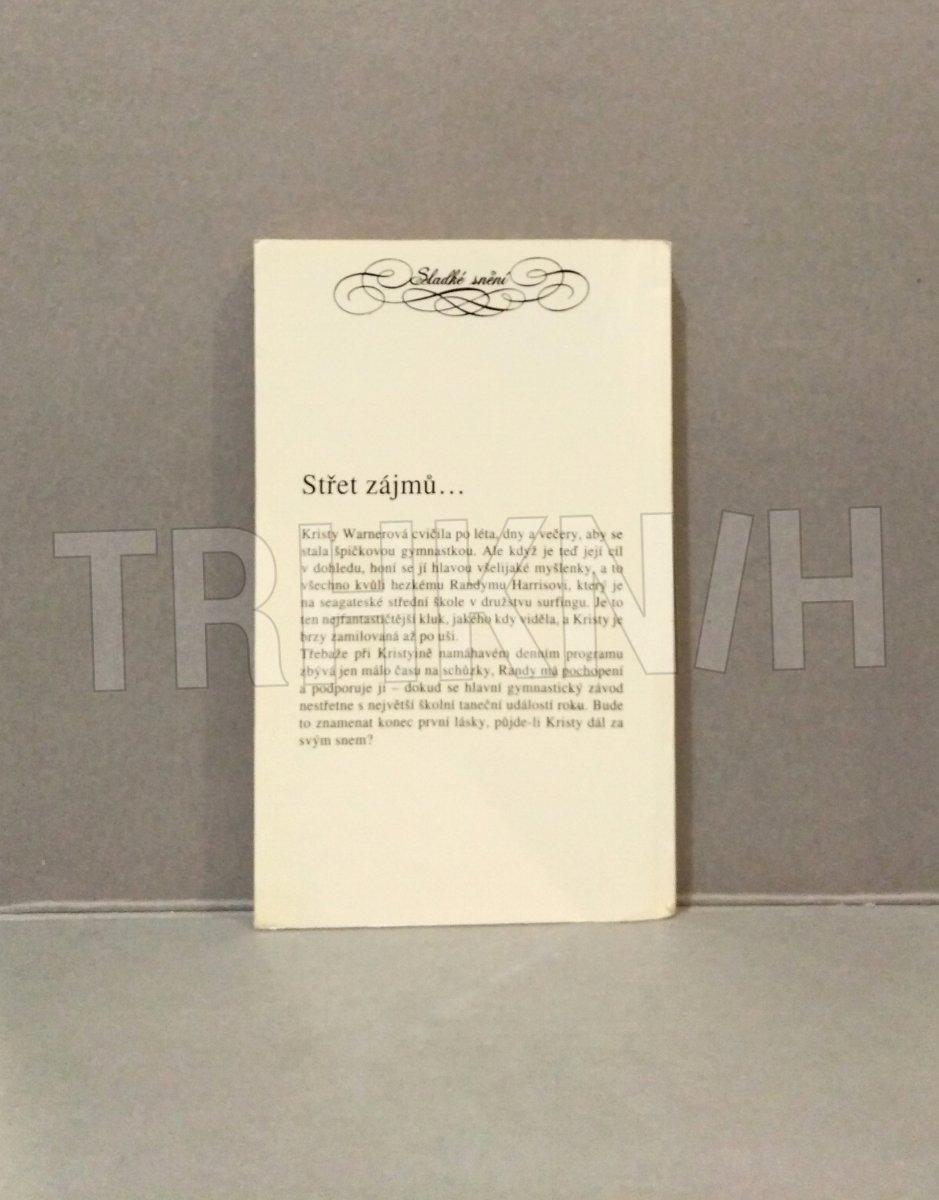 Sladké snění
Střet zájmů...
Kristy Warnerová cvičila po léta, dny a večery, aby se
stala špičkovou gymnastkou. Ale když je teď její cíl
v dohledu, honí se jí hlavou všelijaké myšlenky, a to
všechno kvůli hezkému Randymu Harrisovi, který je
na seagateské střední škole v družstvu surfingu. Je to
ten nejfantastičtější kluk, jakého kdy viděla, a Kristy je
brzy zamilovaná až po uši.
Třebaže při Kristyině namáhavém denním programu
zbývá jen málo času na schůzky, Randy má pochopení
a podporuje ji – dokud se hlavní gymnastický závod
nestřetne s největší školní taneční událostí roku. Bude
to znamenat konec první lásky, půjde-li Kristy dál za
svým snem?